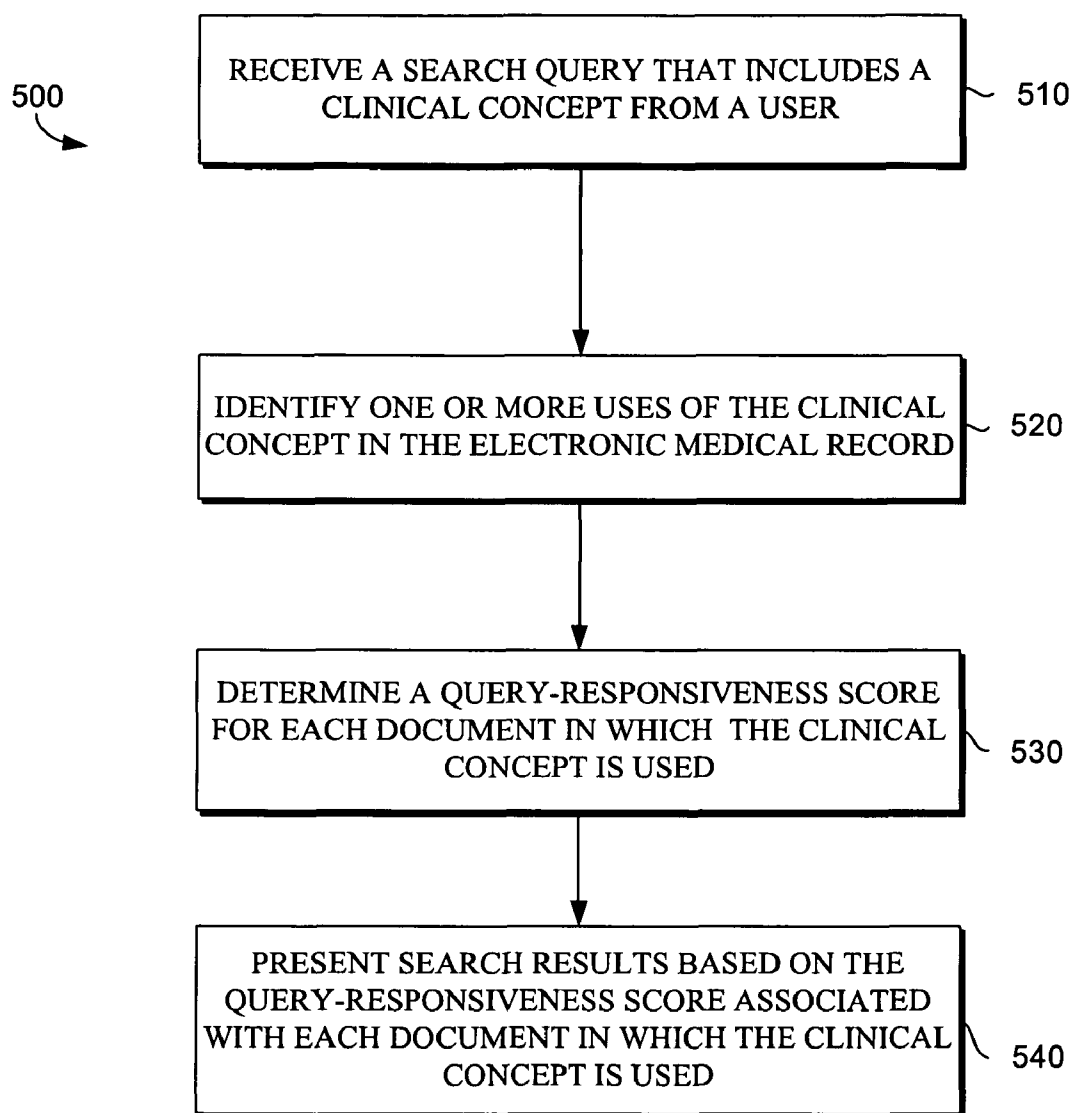 500
RECEIVE A SEARCH QUERY THAT INCLUDES A
CLINICAL CONCEPT FROM A USER
510
IDENTIFY ONE OR MORE USES OF THE CLINICAL
CONCEPT IN THE ELECTRONIC MEDICAL RECORD
520
DETERMINE A QUERY-RESPONSIVENESS SCORE
FOR EACH DOCUMENT IN WHICH THE CLINICAL
CONCEPT IS USED
530
PRESENT SEARCH RESULTS BASED ON THE
QUERY-RESPONSIVENESS SCORE ASSOCIATED
WITH EACH DOCUMENT IN WHICH THE CLINICAL
CONCEPT IS USED
540